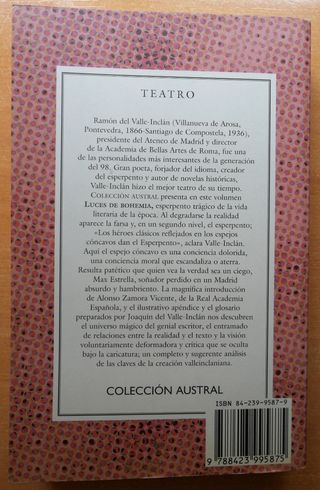 TEATRO
Ramón del Valle-Inclán (Villanueva de Arosa,
Pontevedra, 1866-Santiago de Compostela, 1936),
presidente del Ateneo de Madrid y director
de la Academia de Bellas Artes de Roma, fue una
de las personalidades más interesantes de la generación
del 98. Gran poeta, forjador del idioma, creador
del esperpento y autor de novelas históricas,
Valle-Inclán hizo el mejor teatro de su tiempo.
COLECCIÓN AUSTRAL presenta en este volumen
LUCES DE BOHEMIA, esperpento trágico de la vida
literaria de la época. Al degradarse la realidad
aparece la farsa y, en un segundo nivel, el esperpento;
«Los héroes clásicos reflejados en los espejos
cóncavos dan el Esperpento», aclara Valle-Inclán.
Aquí el espejo cóncavo es una conciencia dolorida,
una conciencia moral que escandaliza o aterra.
Resulta patético que quien vea la verdad sea un ciego,
Max Estrella, soñador perdido en un Madrid
absurdo y hambriento. La magnífica introducción
de Alonso Zamora Vicente, de la Real Academia
Española, y el ilustrativo apéndice y el glosario
preparados por Joaquín del Valle-Inclán nos descubren
el universo mágico del genial escritor, el entramado
de relaciones entre la realidad y el texto y la visión
voluntariamente deformadora y crítica que se oculta
bajo la caricatura; un completo y sugerente análisis
de las claves de la creación valleinclaniana.
COLECCIÓN AUSTRAL
ISBN 84-239-9587-9
9 788423 995875